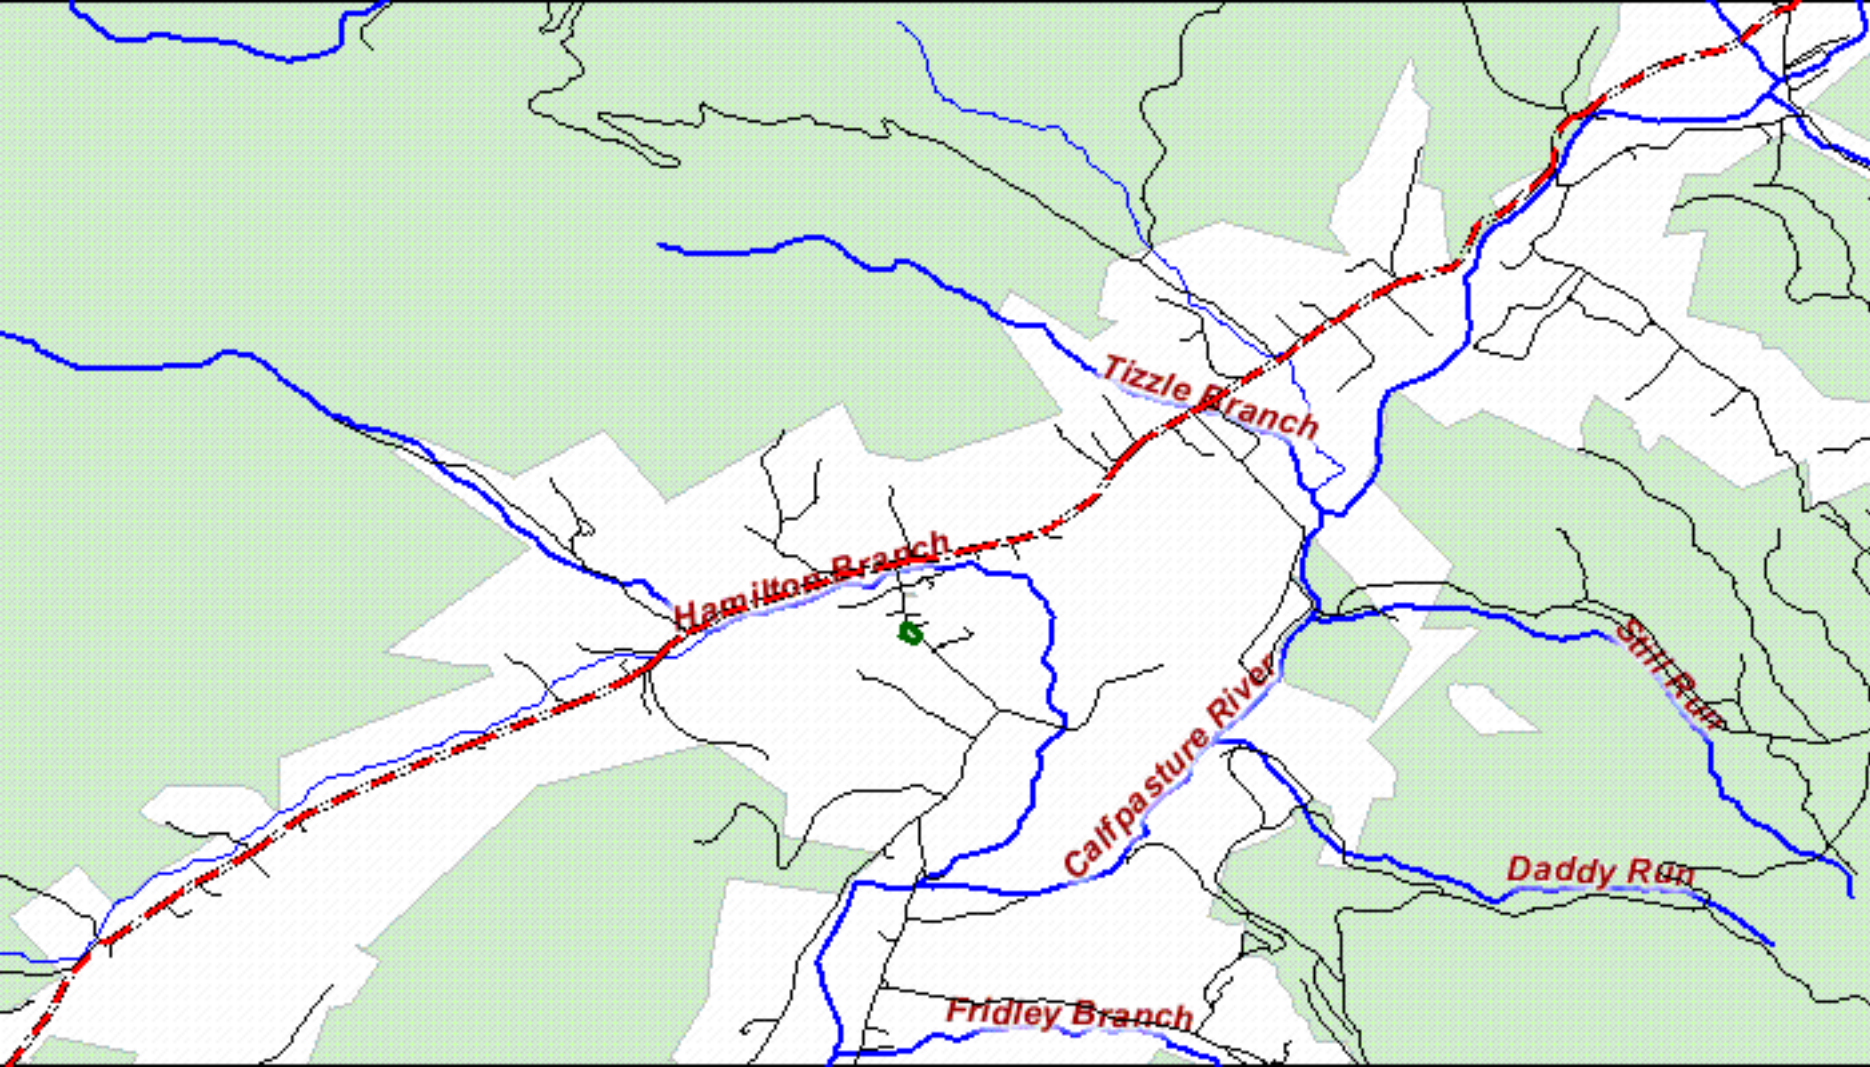 Tizzle Branch
Hamilton Branch
Still Run
Calfpasture River
Daddy Run
Fridley Branch